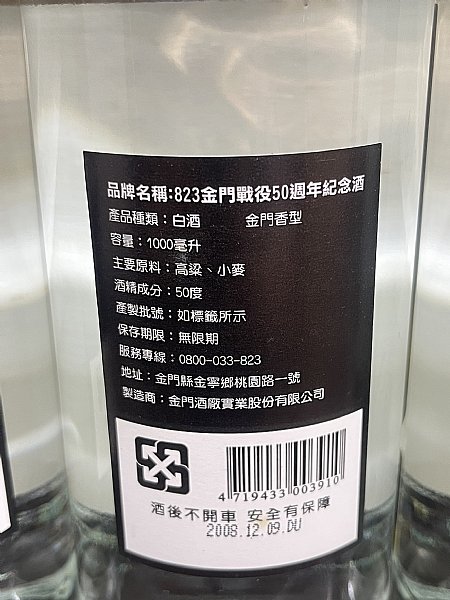 品牌名稱:823金門戰役50週年紀念酒
產品種類：白酒 金門香型
容量：1000毫升
主要原料：高粱、小麥
酒精成分：50度
產製批號：如標籤所示
保存期限：無限期
服務專線：0800-033-823
地址：金門縣金寧鄉桃園路一號
製造商：金門酒廠實業股份有限公司
4 719433 003910
酒後不開車 安全有保障
2008.12.09.DU